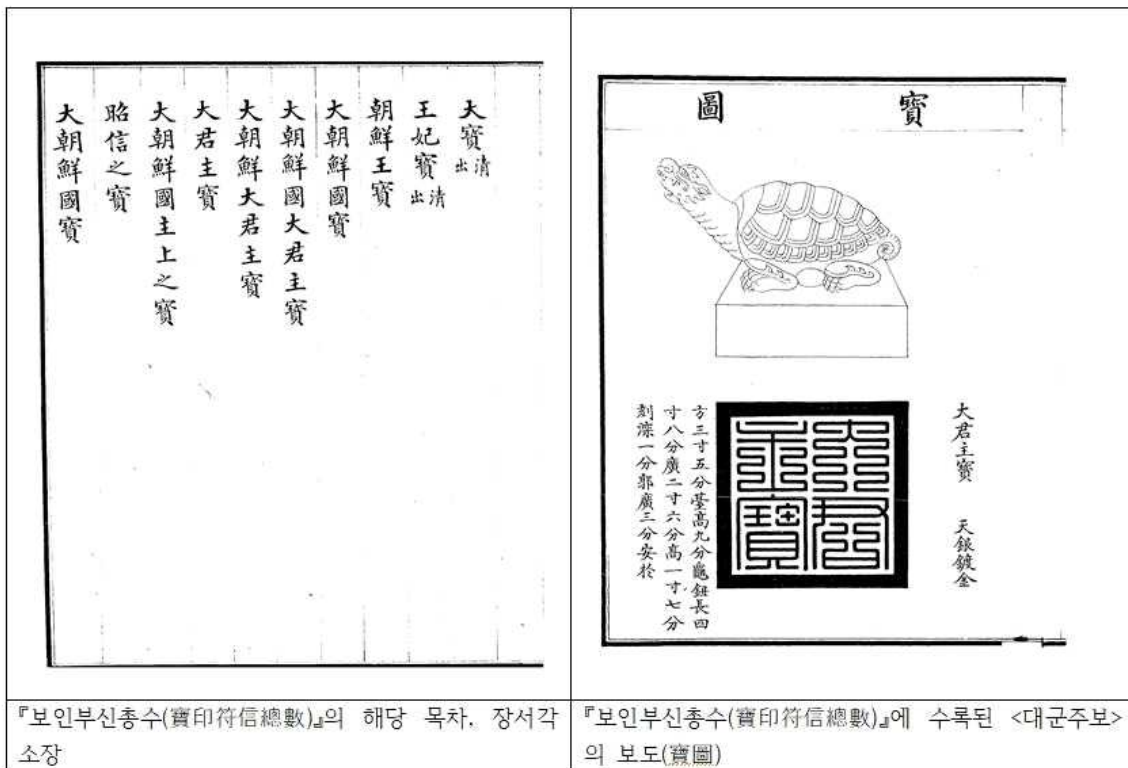 大寶 清出
王妃寶 清出
朝鮮王寶
大朝鮮國寶
大朝鮮國大君主寶
大朝鮮大君主寶
大君主寶
大朝鮮國主上之寶
昭信之寶
大朝鮮國寶
『보인부신총수(寶印符信總數)』의 해당 목차. 장서각
소장
寶圖
大君主寶 天銀鍍金
大君主寶
方三寸五分臺高九分龜鈕長四
寸八分廣二寸六分高一寸七分
刻深一分郭廣三分安於
『보인부신총수(寶印符信總數)』에 수록된 <대군주보>
의 보도(寶圖)